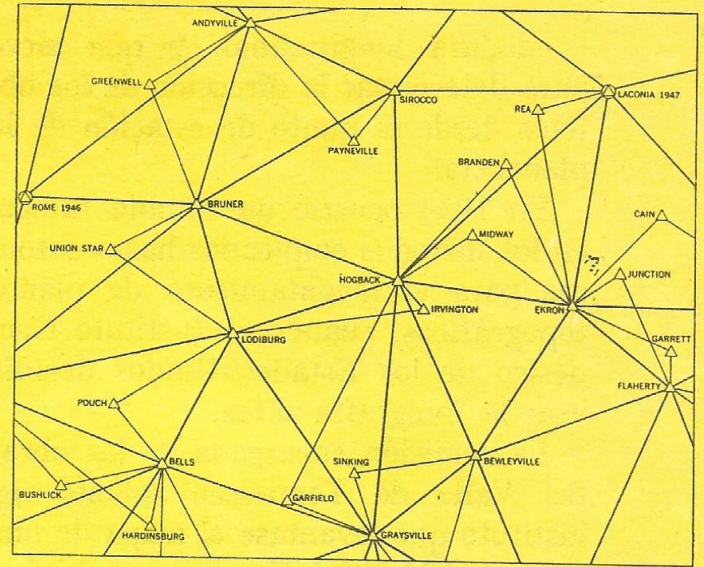 ANDYVILLE
GREENWELL
SIROCCO
LACONIA 1947
REA
PAYNEVILLE
BRANDEN
ROME 1946
BRUNER
CAIN
MIDWAY
UNION STAR
HOGBACK
JUNCTION
IRVINGTON
EKRON
LODIBURG
GARRETT
FLAHERTY
POUCH
BELLS
SINKING
BEWLEYVILLE
BUSHLICK
GARFIELD
HARDINSBURG
GRAYSVILLE